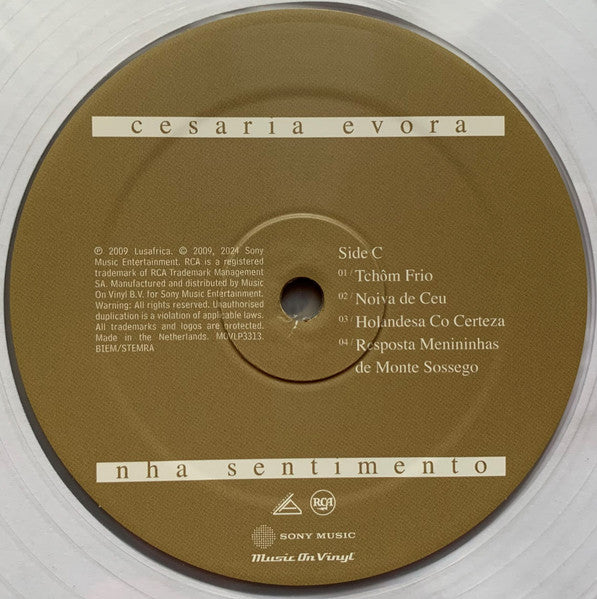 cesaria evora
℗ 2009 Lusafrica. © 2009, 2024 Sony
Music Entertainment. RCA is a registered
trademark of RCA Trademark Management
SA. Manufactured and distributed by Music
On Vinyl B.V. for Sony Music Entertainment.
Warning: All rights reserved. Unauthorised
duplication is a violation of applicable laws.
All trademarks and logos are protected.
Made in the Netherlands. MOVLP3313.
BIEM/STEMRA
Side C
01/ Tchôm Frio
02/ Noiva de Ceu
03/ Holandesa Co Certeza
04/ Resposta Menininhas
de Monte Sossego
nha sentimento
RCA
SONY MUSIC
Music On Vinyl